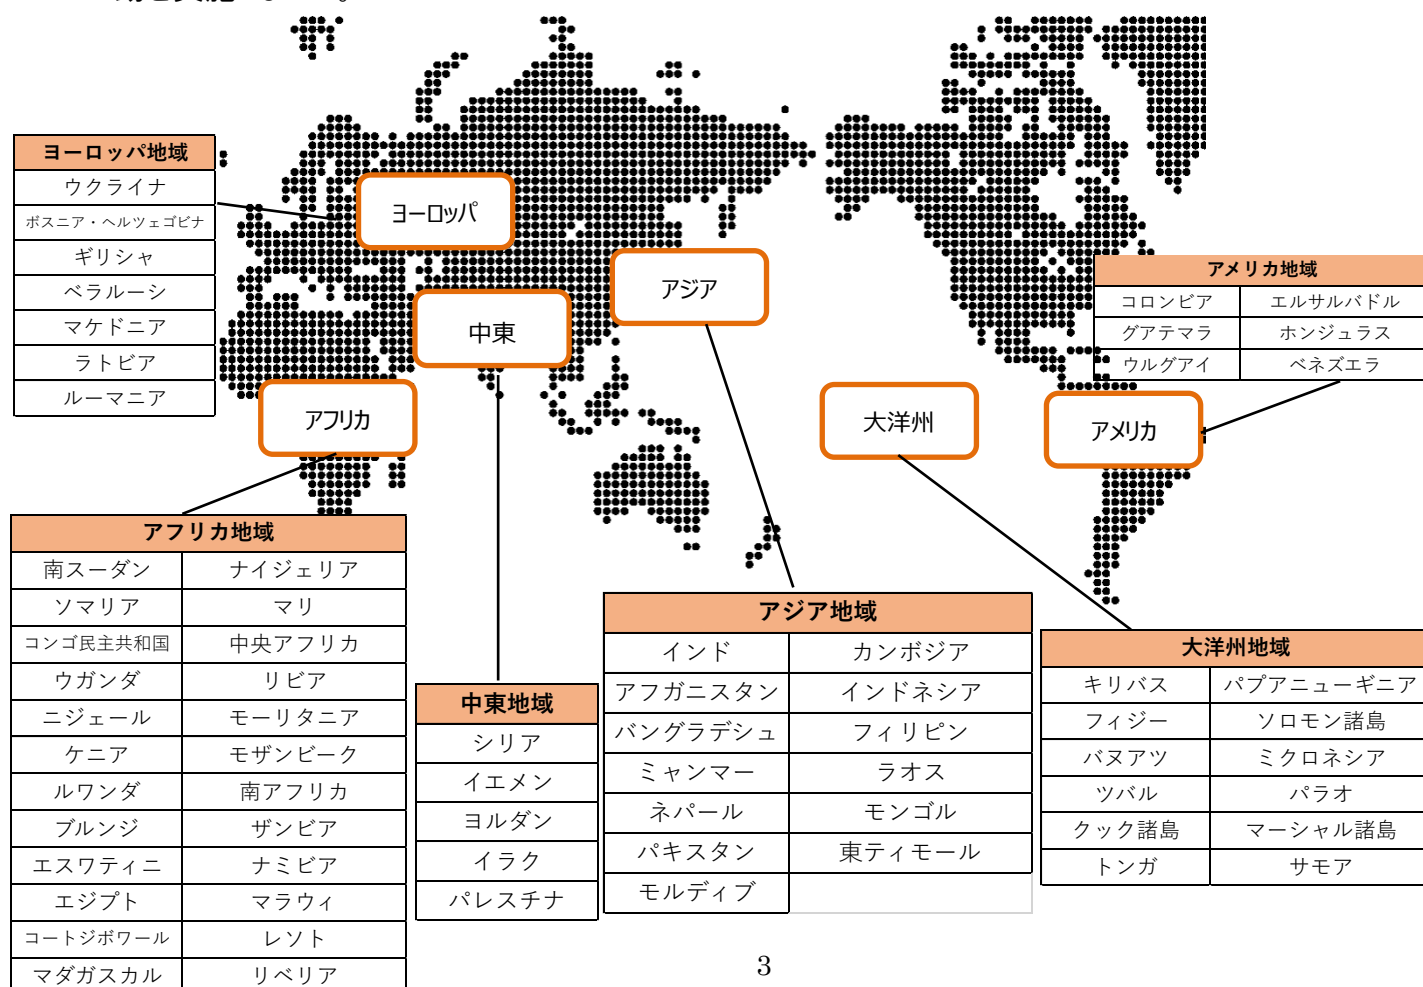 ヨーロッパ地域
ウクライナ
ボスニア・ヘルツェゴビナ
ギリシャ
ベラルーシ
マケドニア
ラトビア
ルーマニア
ヨーロッパ
アジア
中東
アフリカ
大洋州
アメリカ
アメリカ地域
コロンビア エルサルバドル
グアテマラ ホンジュラス
ウルグアイ ベネズエラ
アフリカ地域
南スーダン ナイジェリア
ソマリア マリ
コンゴ民主共和国 中央アフリカ
ウガンダ リビア
ニジェール モーリタニア
ケニア モザンビーク
ルワンダ 南アフリカ
ブルンジ ザンビア
エスワティニ ナミビア
エジプト マラウィ
コートジボワール レソト
マダガスカル リベリア
中東地域
シリア
イエメン
ヨルダン
イラク
パレスチナ
アジア地域
インド カンボジア
アフガニスタン インドネシア
バングラデシュ フィリピン
ミャンマー ラオス
ネパール モンゴル
パキスタン 東ティモール
モルディブ
大洋州地域
キリバス パプアニューギニア
フィジー ソロモン諸島
バヌアツ ミクロネシア
ツバル パラオ
クック諸島 マーシャル諸島
トンガ サモア
3